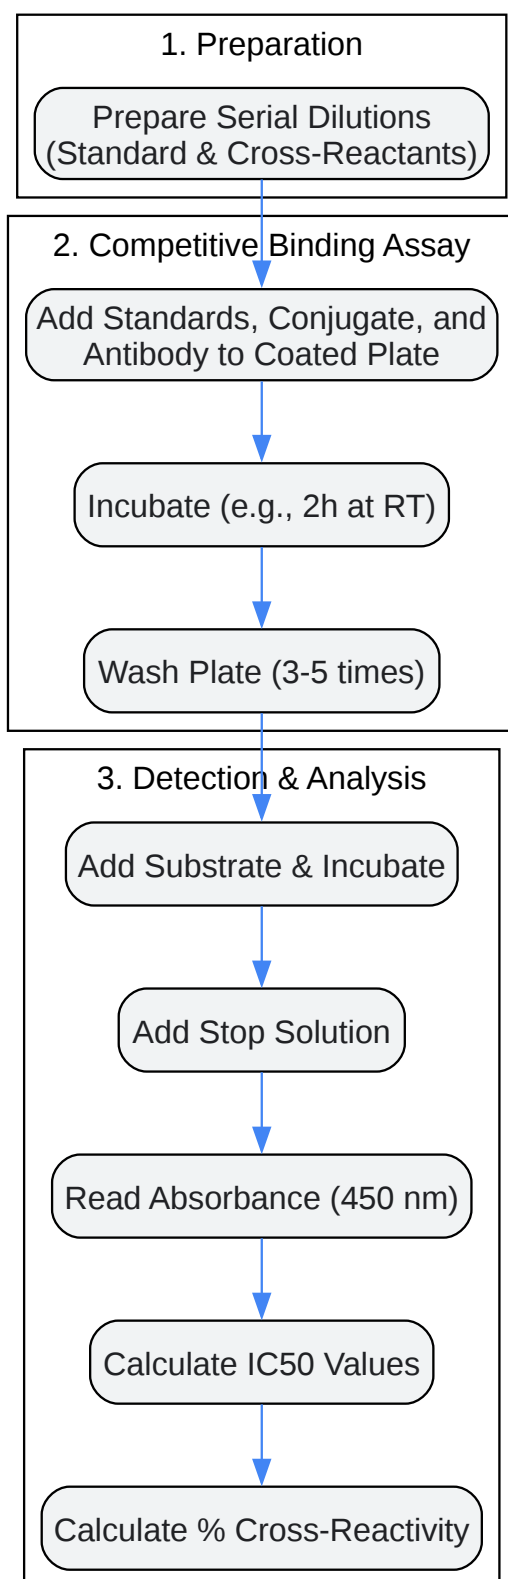 1. Preparation
Prepare Serial Dilutions
(Standard & Cross-Reactants)
2. Competitive Binding Assay
Add Standards, Conjugate, and
Antibody to Coated Plate
Incubate (e.g., 2h at RT)
Wash Plate (3-5 times)
3. Detection & Analysis
Add Substrate & Incubate
Add Stop Solution
Read Absorbance (450 nm)
Calculate IC50 Values
Calculate % Cross-Reactivity